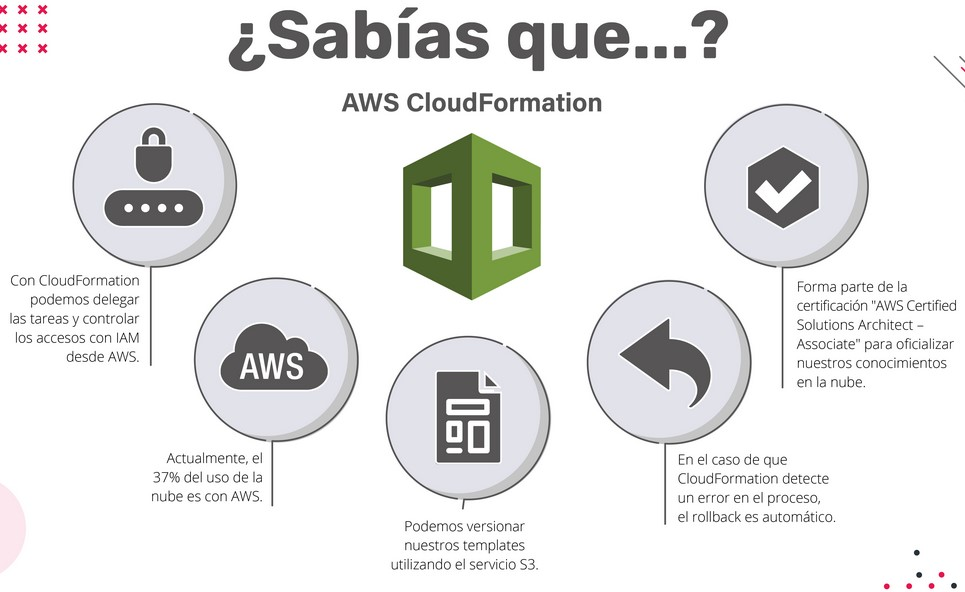 ¿Sabías que...?
AWS CloudFormation
Con CloudFormation
podemos delegar
las tareas y controlar
los accesos con IAM
desde AWS.
AWS
Actualmente, el
37% del uso de la
nube es con AWS.
Podemos versionar
nuestros templates
utilizando el servicio S3.
En el caso de que
CloudFormation detecte
un error en el proceso,
el rollback es automático.
Forma parte de la
certificación "AWS Certified
Solutions Architect –
Associate" para oficializar
nuestros conocimientos
en la nube.